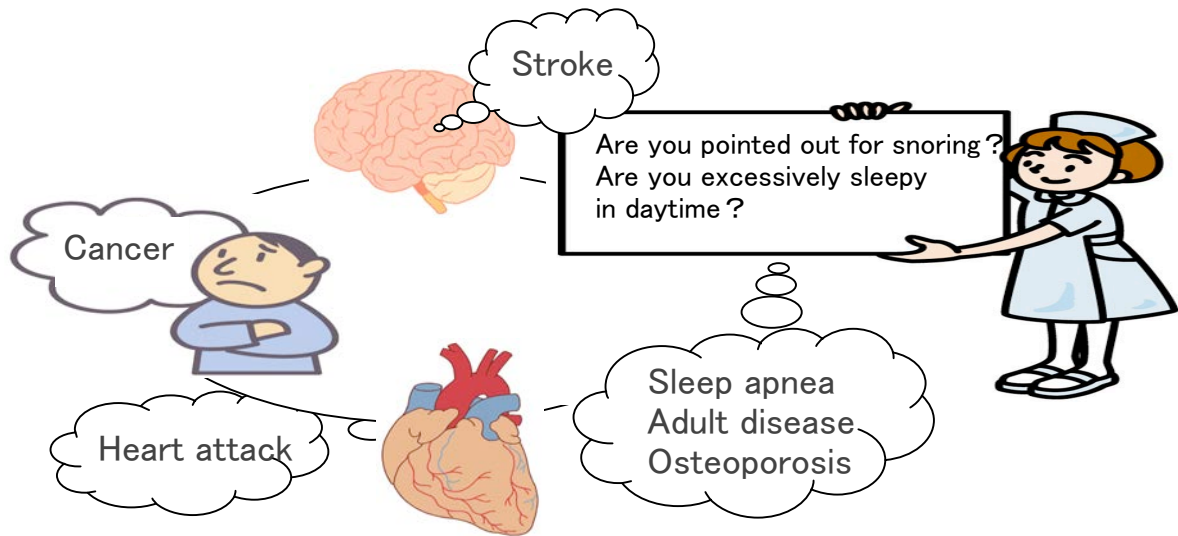 Stroke
Are you pointed out for snoring？
Are you excessively sleepy
in daytime？
Cancer
Sleep apnea
Adult disease
Osteoporosis
Heart attack